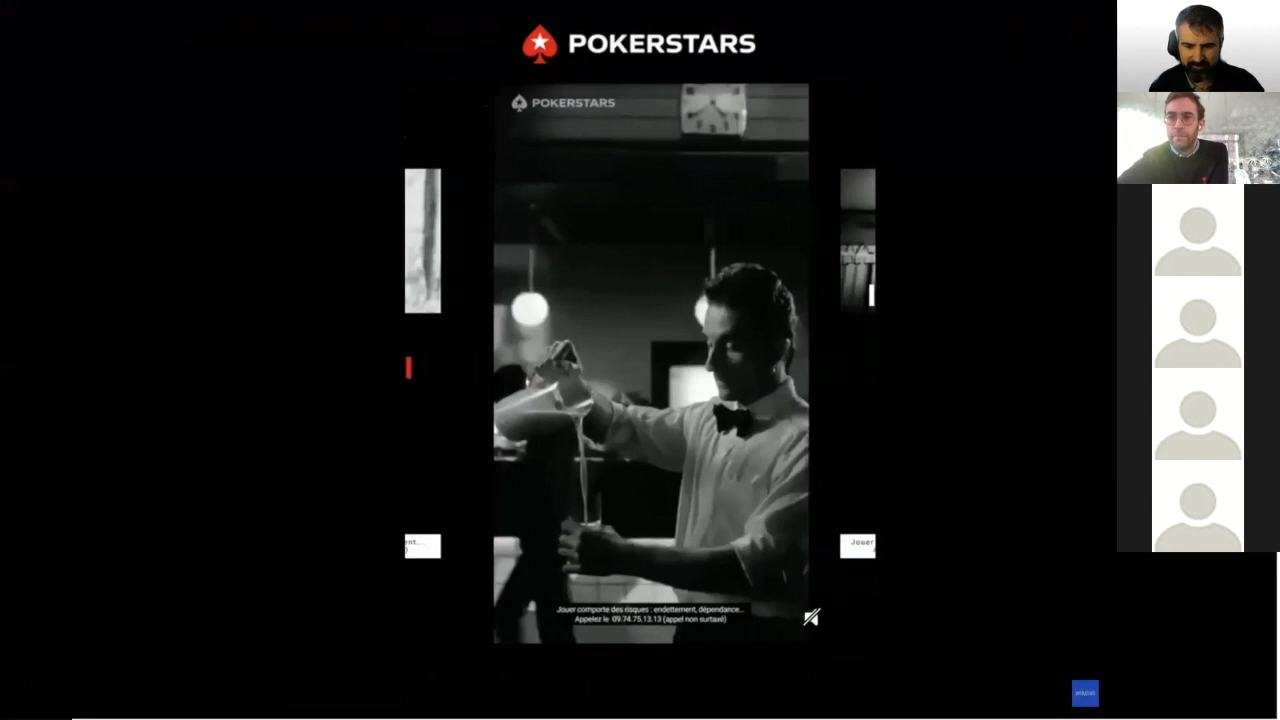 POKERSTARS
POKERSTARS
ent...
)
Jouer
Jouer comporte des risques : endettement, dépendance...
Appelez le 09.74.75.13.13 (appel non surtaxé)